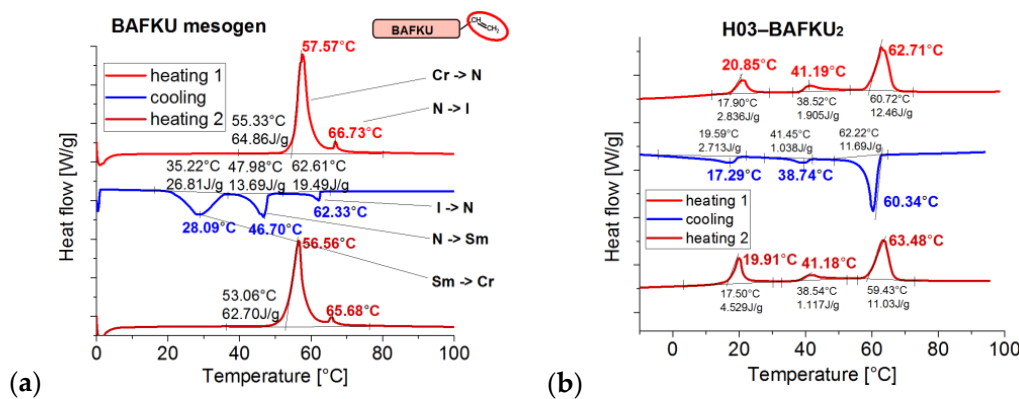 BAFKU mesogen
BAFKU
CH
CH₂
57.57°C
heating 1
cooling
heating 2
Cr -> N
N -> I
55.33°C
64.86J/g
66.73°C
35.22°C 47.98°C 62.61°C
26.81J/g 13.69J/g 19.49J/g
62.33°C
I -> N
28.09°C 46.70°C
N -> Sm
56.56°C
Sm -> Cr
53.06°C
62.70J/g
65.68°C
Heat flow [W/g]
0 20 40 60 80 100
Temperature [°C]
(a)
H03–BAFKU₂
62.71°C
20.85°C
41.19°C
17.90°C
2.836J/g
38.52°C
1.905J/g
60.72°C
12.46J/g
19.59°C
2.713J/g
41.45°C
1.038J/g
62.22°C
11.69J/g
17.29°C
38.74°C
60.34°C
heating 1
cooling
heating 2
63.48°C
19.91°C
41.18°C
17.50°C
4.529J/g
38.54°C
1.117J/g
59.43°C
11.03J/g
Heat flow [W/g]
0 20 40 60 80 100
Temperature [°C]
(b)